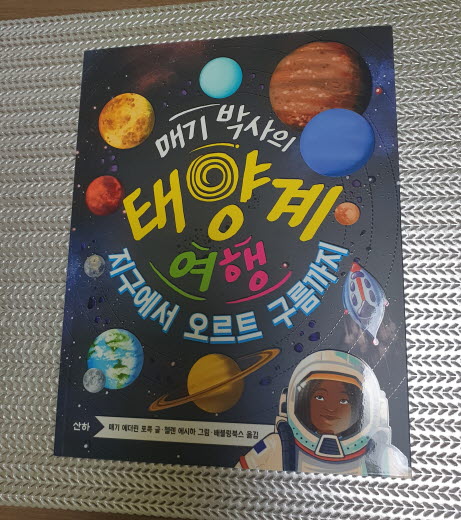 매기 박사의
태양계
여행
지구에서 오르트 구름까지
매기 에더린 포콕 글·첼렌 에시하 그림·배블링북스 옮김
산하